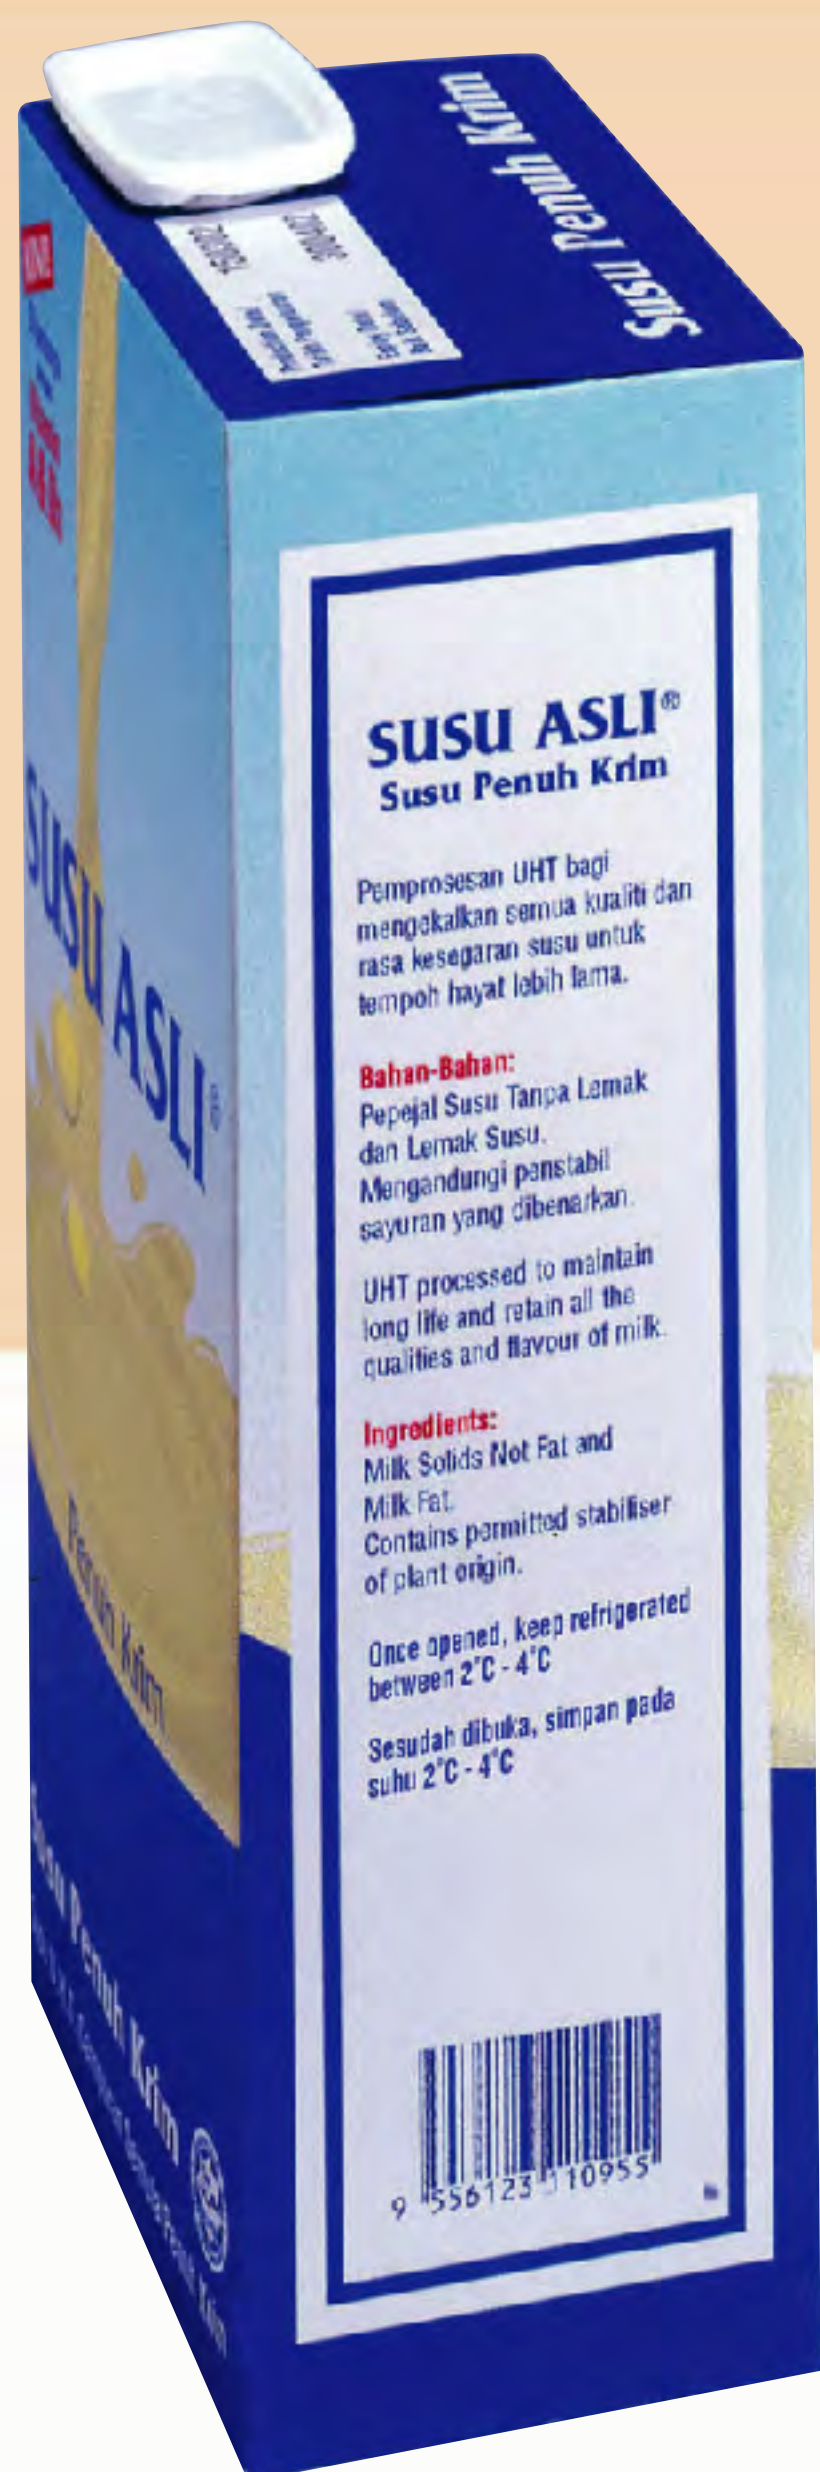 Susu Penuh Krim
SUSU ASLI®
Penuh Krim
Susu Penuh Krim
SUSU ASLI®
Susu Penuh Krim
Pemprosesan UHT bagi
mengekalkan semua kualiti dan
rasa kesegaran susu untuk
tempoh hayat lebih lama.
Bahan-Bahan:
Pepejal Susu Tanpa Lemak
dan Lemak Susu.
Mengandungi penstabil
sayuran yang dibenarkan.
UHT processed to maintain
long life and retain all the
qualities and flavour of milk.
Ingredients:
Milk Solids Not Fat and
Milk Fat.
Contains permitted stabiliser
of plant origin.
Once opened, keep refrigerated
between 2°C - 4°C
Sesudah dibuka, simpan pada
suhu 2°C - 4°C
9 556123 110955